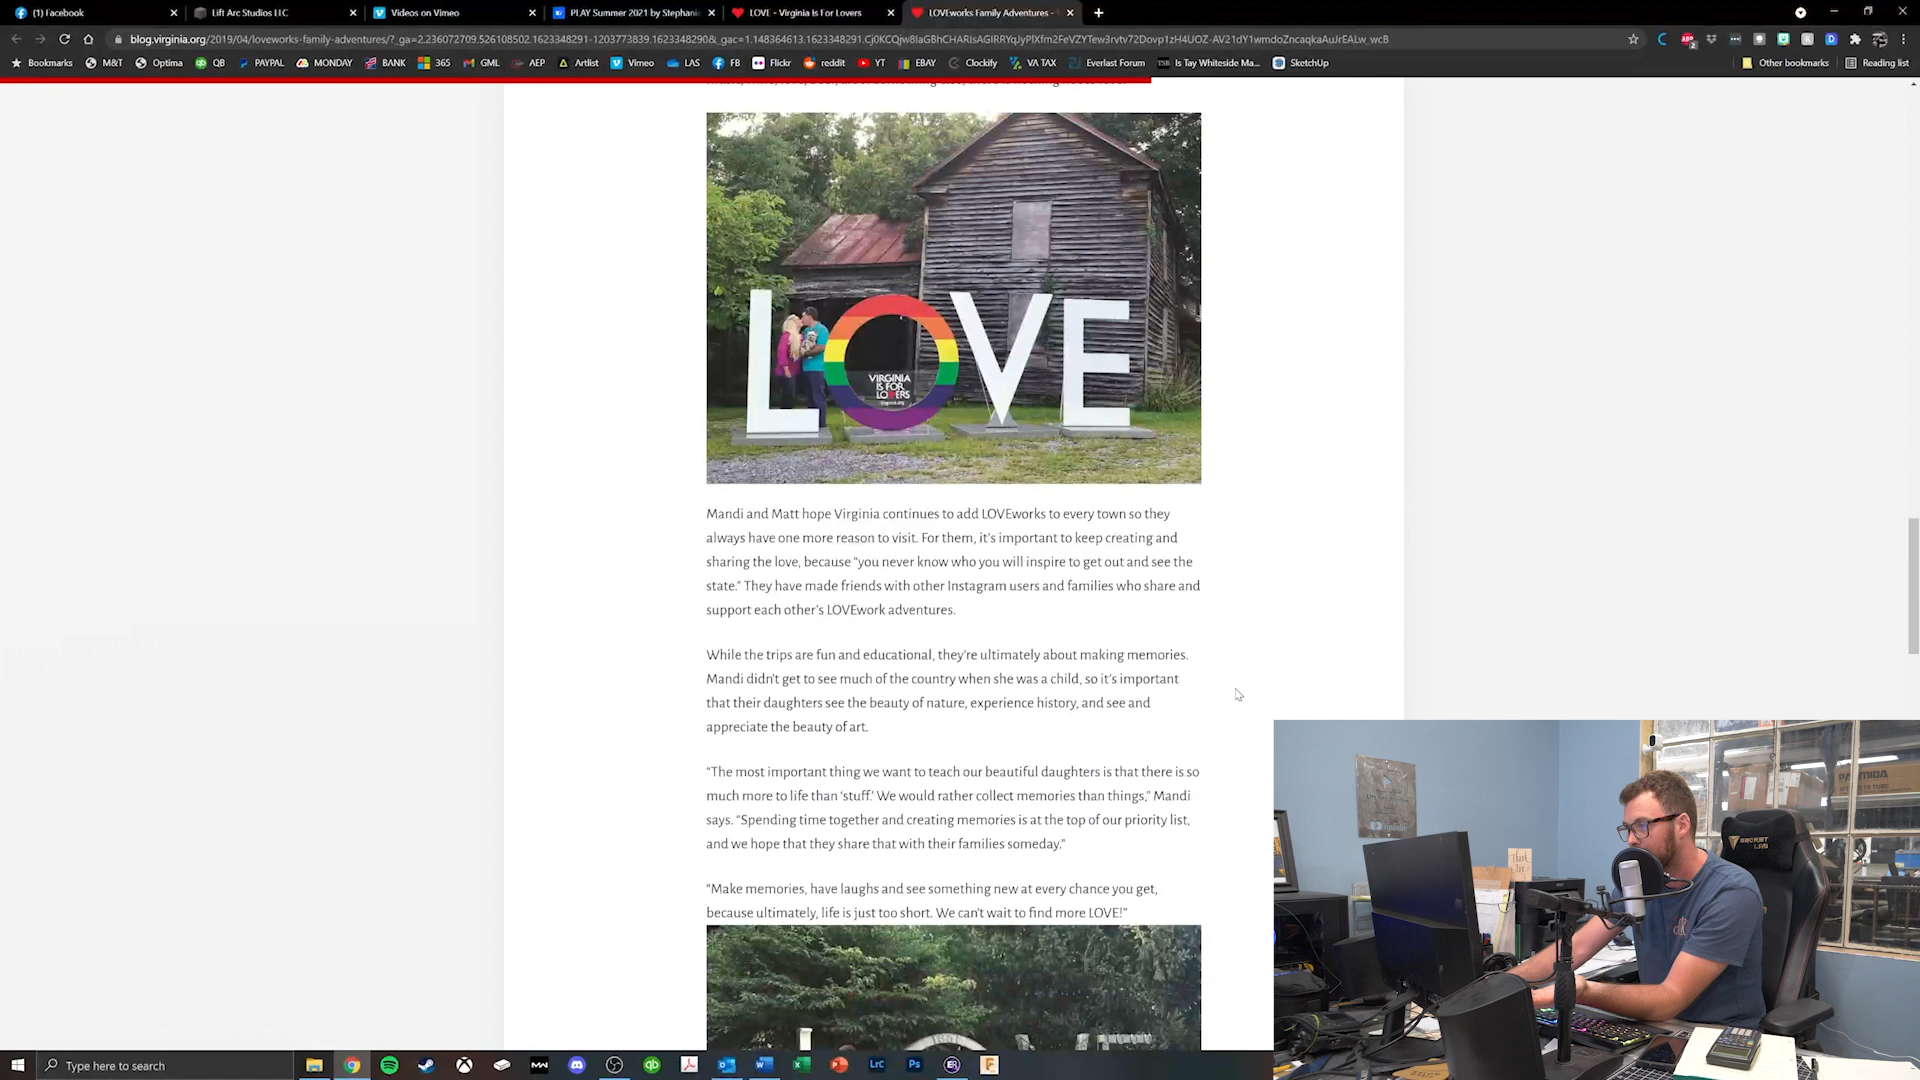 (1) Facebook
Lift Arc Studios LLC
Videos on Vimeo
PLAY Summer 2021 by Stephanie
LOVE - Virginia Is For Lovers
LOVEworks Family Adventures -
Bookmarks
M&T
Optima
QB
PAYPAL
MONDAY
BANK
365
GML
AEP
Artlist
Vimeo
LAS
FB
Flickr
reddit
YT
EBAY
Clockify
VA TAX
Everlast Forum
Is Tay Whiteside Ma...
SketchUp
Other bookmarks
Reading list
LOVE
VIRGINIA
IS FOR
LOVERS
Mandi and Matt hope Virginia continues to add LOVEworks to every town so they
always have one more reason to visit. For them, it's important to keep creating and
sharing the love, because “you never know who you will inspire to get out and see the
state.” They have made friends with other Instagram users and families who share and
support each other's LOVEwork adventures.
While the trips are fun and educational, they're ultimately about making memories.
Mandi didn't get to see much of the country when she was a child, so it's important
that their daughters see the beauty of nature, experience history, and see and
appreciate the beauty of art.
“The most important thing we want to teach our beautiful daughters is that there is so
much more to life than ‘stuff.’ We would rather collect memories than things,” Mandi
says. “Spending time together and creating memories is at the top of our priority list,
and we hope that they share that with their families someday.”
“Make memories, have laughs and see something new at every chance you get,
because ultimately, life is just too short. We can't wait to find more LOVE!”
SECRET
LAB
Type here to search